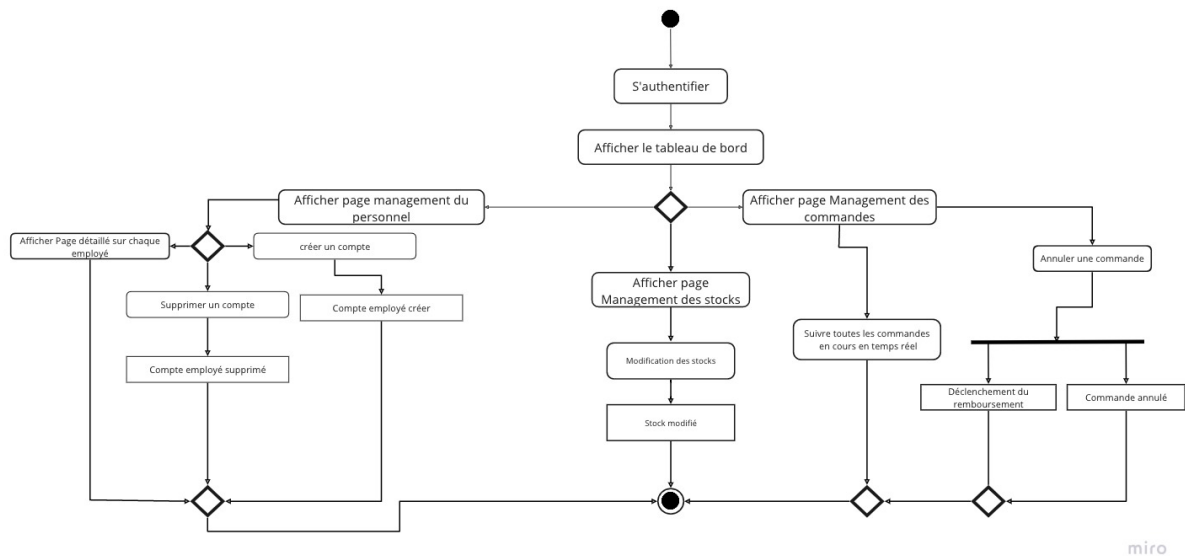 S'authentifier
Afficher le tableau de bord
Afficher page management du
personnel
Afficher page Management des
commandes
Afficher Page détaillé sur chaque
employé
créer un compte
Annuler une commande
Afficher page
Management des stocks
Supprimer un compte
Compte employé créer
Suivre toutes les commandes
en cours en temps réel
Modification des stocks
Compte employé supprimé
Déclenchement du
remboursement
Commande annulé
Stock modifié
miro